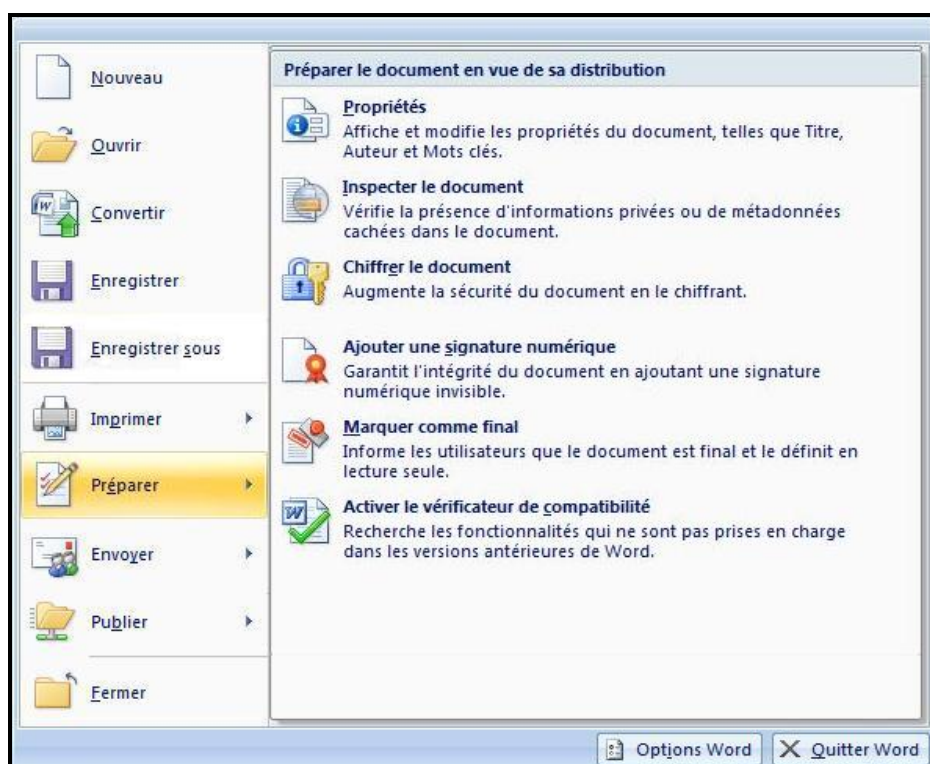 Nouveau
Ouvrir
Convertir
Enregistrer
Enregistrer sous
Imprimer
Préparer
Envoyer
Publier
Fermer
Préparer le document en vue de sa distribution
Propriétés
Affiche et modifie les propriétés du document, telles que Titre,
Auteur et Mots clés.
Inspecter le document
Vérifie la présence d'informations privées ou de métadonnées
cachées dans le document.
Chiffrer le document
Augmente la sécurité du document en le chiffrant.
Ajouter une signature numérique
Garantit l'intégrité du document en ajoutant une signature
numérique invisible.
Marquer comme final
Informe les utilisateurs que le document est final et le définit en
lecture seule.
Activer le vérificateur de compatibilité
Recherche les fonctionnalités qui ne sont pas prises en charge
dans les versions antérieures de Word.
Options Word
Quitter Word